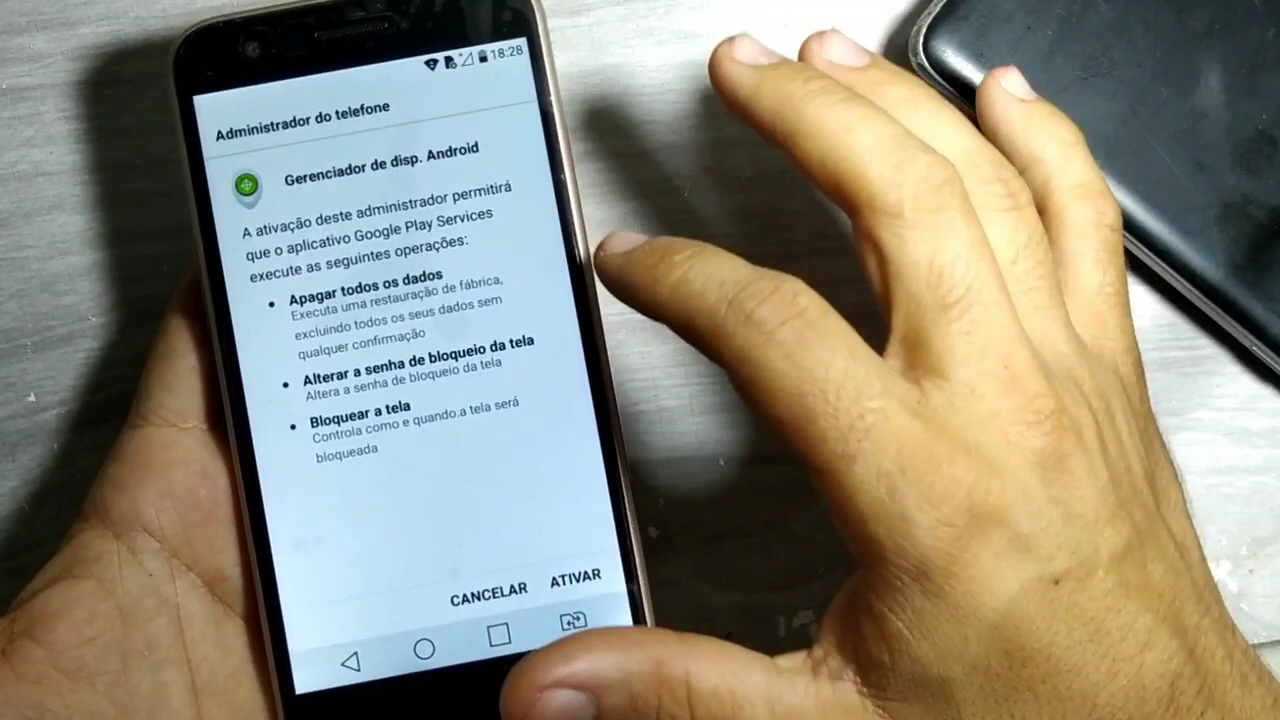 18:28
Administrador do telefone
Gerenciador de disp. Android
A ativação deste administrador permitirá
que o aplicativo Google Play Services
execute as seguintes operações:
• Apagar todos os dados
Executa uma restauração de fábrica,
excluindo todos os seus dados sem
qualquer confirmação
• Alterar a senha de bloqueio da tela
Altera a senha de bloqueio da tela
• Bloquear a tela
Controla como e quando a tela será
bloqueada
CANCELAR ATIVAR